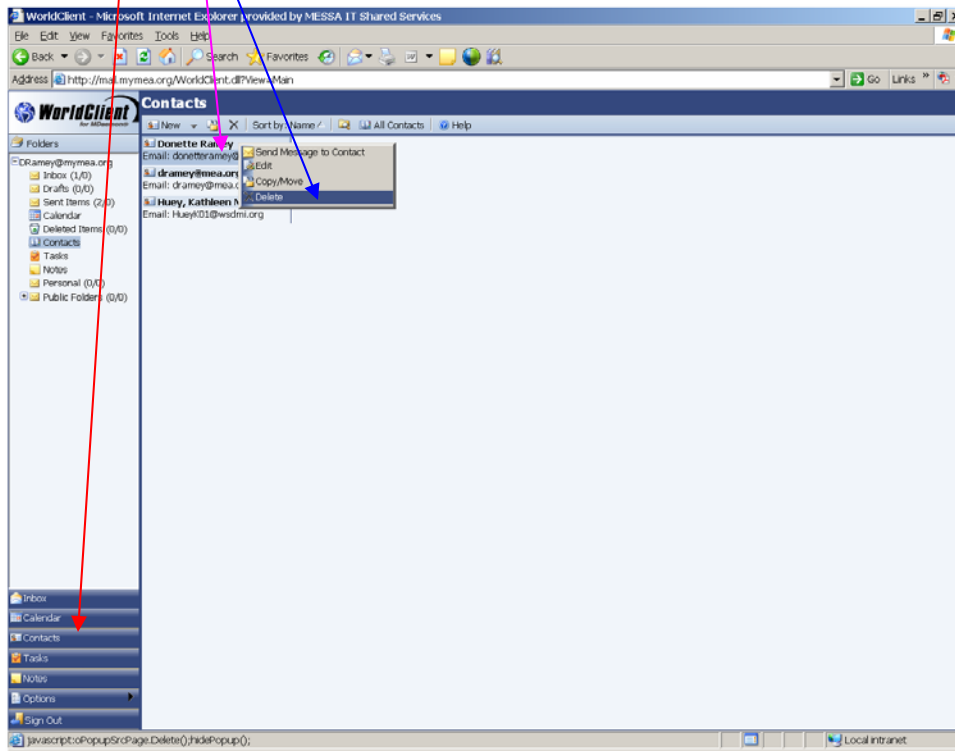 WorldClient - Microsoft Internet Explorer provided by MESSA IT Shared Services
File Edit View Favorites Tools Help
Back Search Favorites
Address http://mail.mymea.org/WorldClient.dll?View=Main Go Links »
WorldClient
for MDaemon
Contacts
New Sort by: Name All Contacts Help
Folders
DRamey@mymea.org
Inbox (1/0)
Drafts (0/0)
Sent Items (2/0)
Calendar
Deleted Items (0/0)
Contacts
Tasks
Notes
Personal (0/0)
Public Folders (0/0)
Donette Ramey
Email: donetteramey@
dramey@mea.org
Email: dramey@mea.o
Huey, Kathleen M
Email: HueyK01@wsdmi.org
Send Message to Contact
Edit
Copy/Move
Delete
Inbox
Calendar
Contacts
Tasks
Notes
Options
Sign Out
javascript:oPopupSrcPage.Delete();hidePopup();
Local intranet